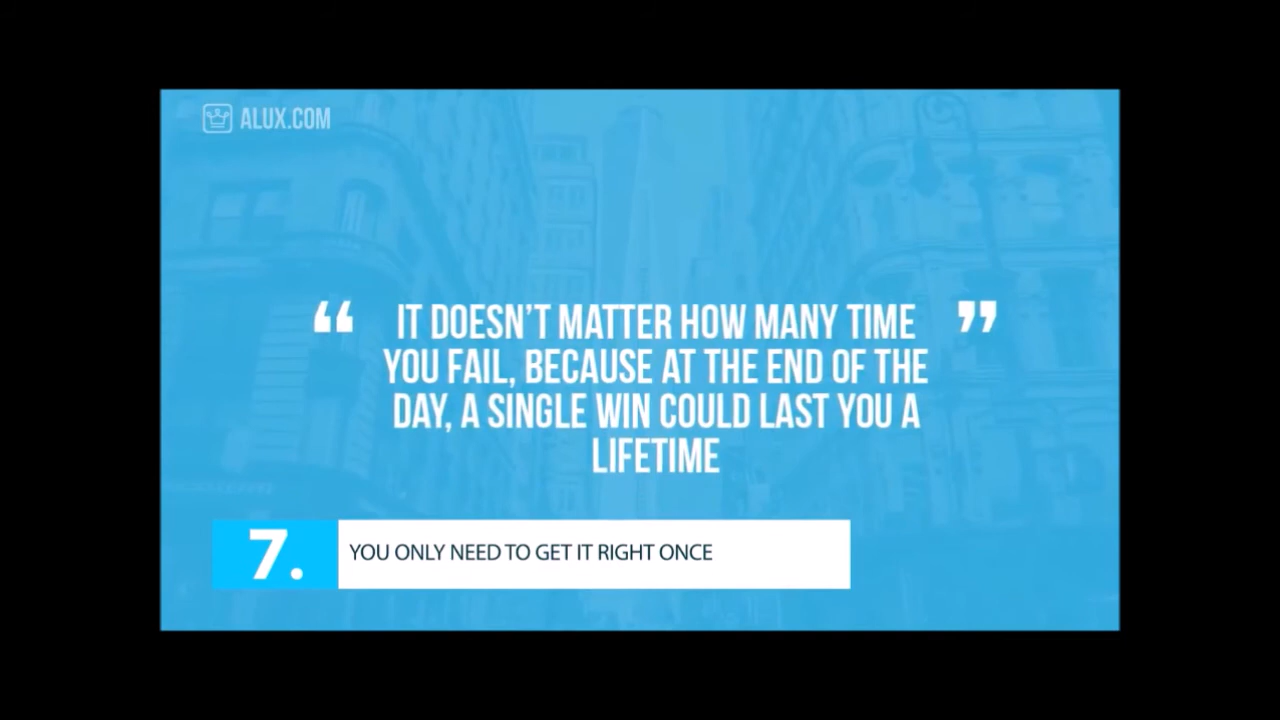 ALUX.COM
“ IT DOESN'T MATTER HOW MANY TIME ”
YOU FAIL, BECAUSE AT THE END OF THE
DAY, A SINGLE WIN COULD LAST YOU A
LIFETIME
7. YOU ONLY NEED TO GET IT RIGHT ONCE